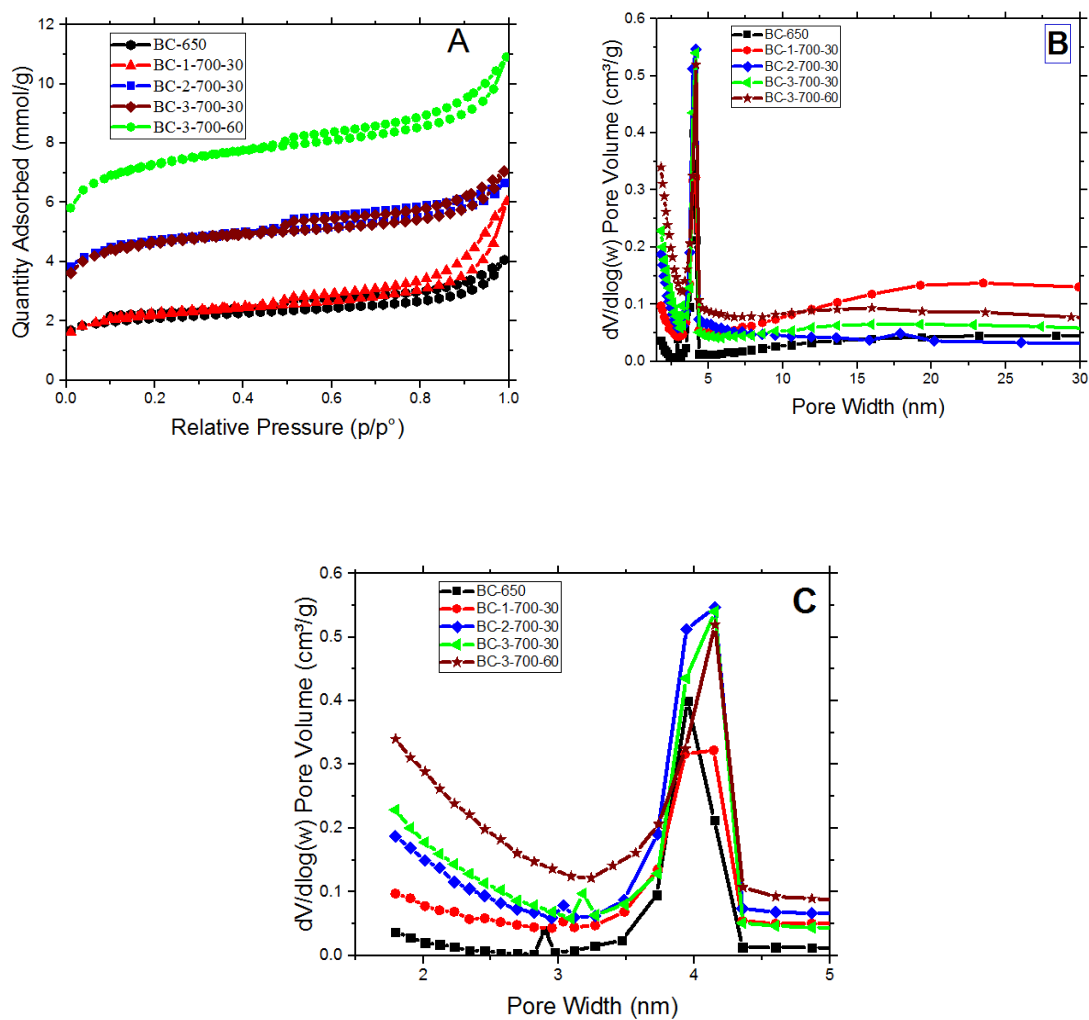 A
BC-650
BC-1-700-30
BC-2-700-30
BC-3-700-30
BC-3-700-60
Quantity Adsorbed (mmol/g)
12
10
8
6
4
2
0
0.0
0.2
0.4
0.6
0.8
1.0
Relative Pressure (p/p°)
B
BC-650
BC-1-700-30
BC-2-700-30
BC-3-700-30
BC-3-700-60
dV/dlog(w) Pore Volume (cm³/g)
0.6
0.5
0.4
0.3
0.2
0.1
0.0
5
10
15
20
25
30
Pore Width (nm)
C
BC-650
BC-1-700-30
BC-2-700-30
BC-3-700-30
BC-3-700-60
dV/dlog(w) Pore Volume (cm³/g)
0.6
0.5
0.4
0.3
0.2
0.1
0.0
2
3
4
5
Pore Width (nm)